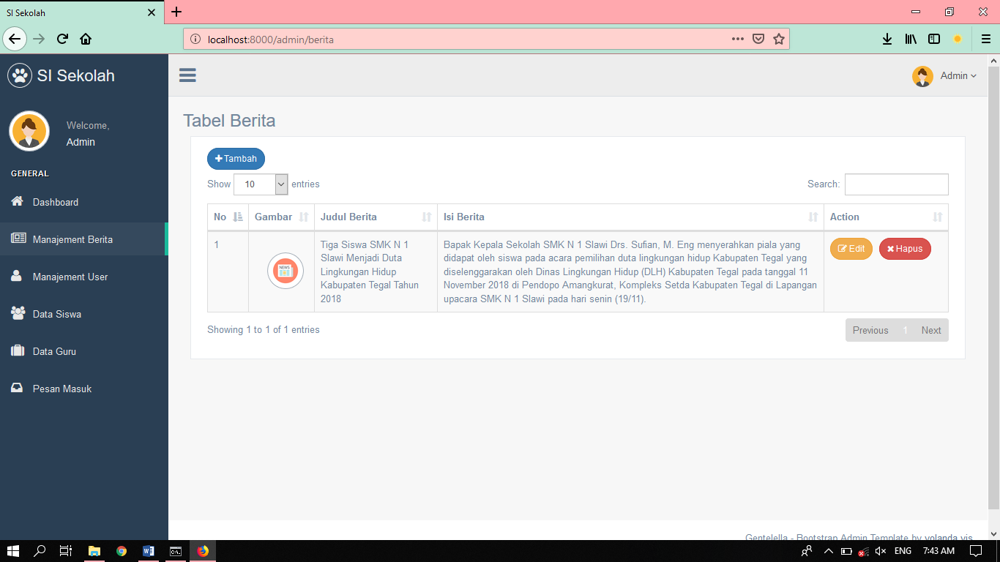 SI Sekolah
localhost:8000/admin/berita
SI Sekolah
Admin
Welcome,
Admin
GENERAL
Dashboard
Manajement Berita
Manajement User
Data Siswa
Data Guru
Pesan Masuk
Tabel Berita
Tambah
Show 10 entries
Search:
No Gambar Judul Berita Isi Berita Action
1
NEWS
Tiga Siswa SMK N 1
Slawi Menjadi Duta
Lingkungan Hidup
Kabupaten Tegal Tahun
2018
Bapak Kepala Sekolah SMK N 1 Slawi Drs. Sufian, M. Eng menyerahkan piala yang
didapat oleh siswa pada acara pemilihan duta lingkungan hidup Kabupaten Tegal yang
diselenggarakan oleh Dinas Lingkungan Hidup (DLH) Kabupaten Tegal pada tanggal 11
November 2018 di Pendopo Amangkurat, Kompleks Setda Kabupaten Tegal di Lapangan
upacara SMK N 1 Slawi pada hari senin (19/11).
Edit Hapus
Showing 1 to 1 of 1 entries
Previous 1 Next
Gentelella - Bootstrap Admin Template by yolanda vis
ENG 7:43 AM